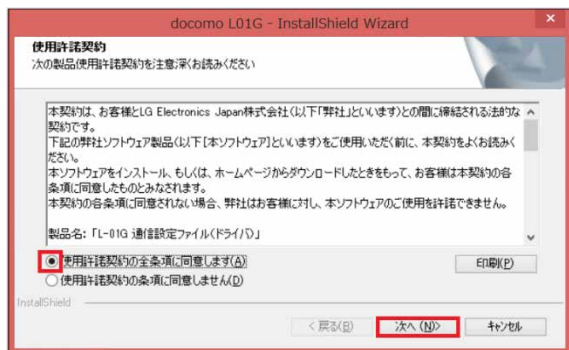 docomo L01G - InstallShield Wizard
使用許諾契約
次の製品使用許諾契約を注意深くお読みください
本契約は、お客様とLG Electronics Japan株式会社(以下「弊社」といいます)との間に締結される法的な
契約です。
下記の弊社ソフトウェア製品(以下[本ソフトウェア]といいます)をご使用いただく前に、本契約をよくお読みく
ださい。
本ソフトウェアをインストール、もしくは、ホームページからダウンロードしたときをもって、お客様は本契約の各
条項に同意したものとみなされます。
本契約の各条項に同意されない場合、弊社はお客様に対し、本ソフトウェアのご使用を許諾できません。
製品名:「L-01G 通信設定ファイル(ドライバ)」
使用許諾契約の全条項に同意します(A)
印刷(P)
使用許諾契約の条項に同意しません(D)
InstallShield
< 戻る(B)
次へ (N)>
キャンセル